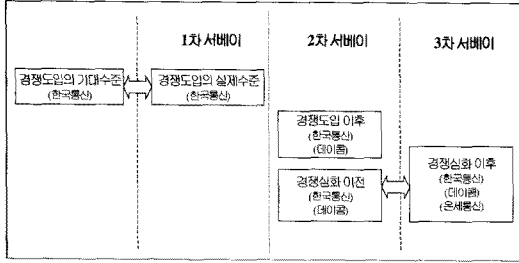 1차 서베이
2차 서베이
3차 서베이
경쟁도입의 기대수준
(한국통신)
경쟁도입의 실제수준
(한국통신)
경쟁도입 이후
(한국통신)
(데이콤)
경쟁심화 이전
(한국통신)
(데이콤)
경쟁심화 이후
(한국통신)
(데이콤)
(온세통신)